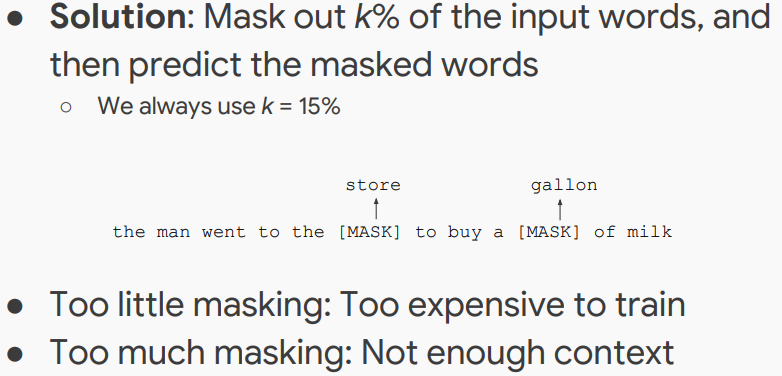 ● Solution: Mask out k% of the input words, and
then predict the masked words
○ We always use k = 15%
store gallon
the man went to the [MASK] to buy a [MASK] of milk
● Too little masking: Too expensive to train
● Too much masking: Not enough context